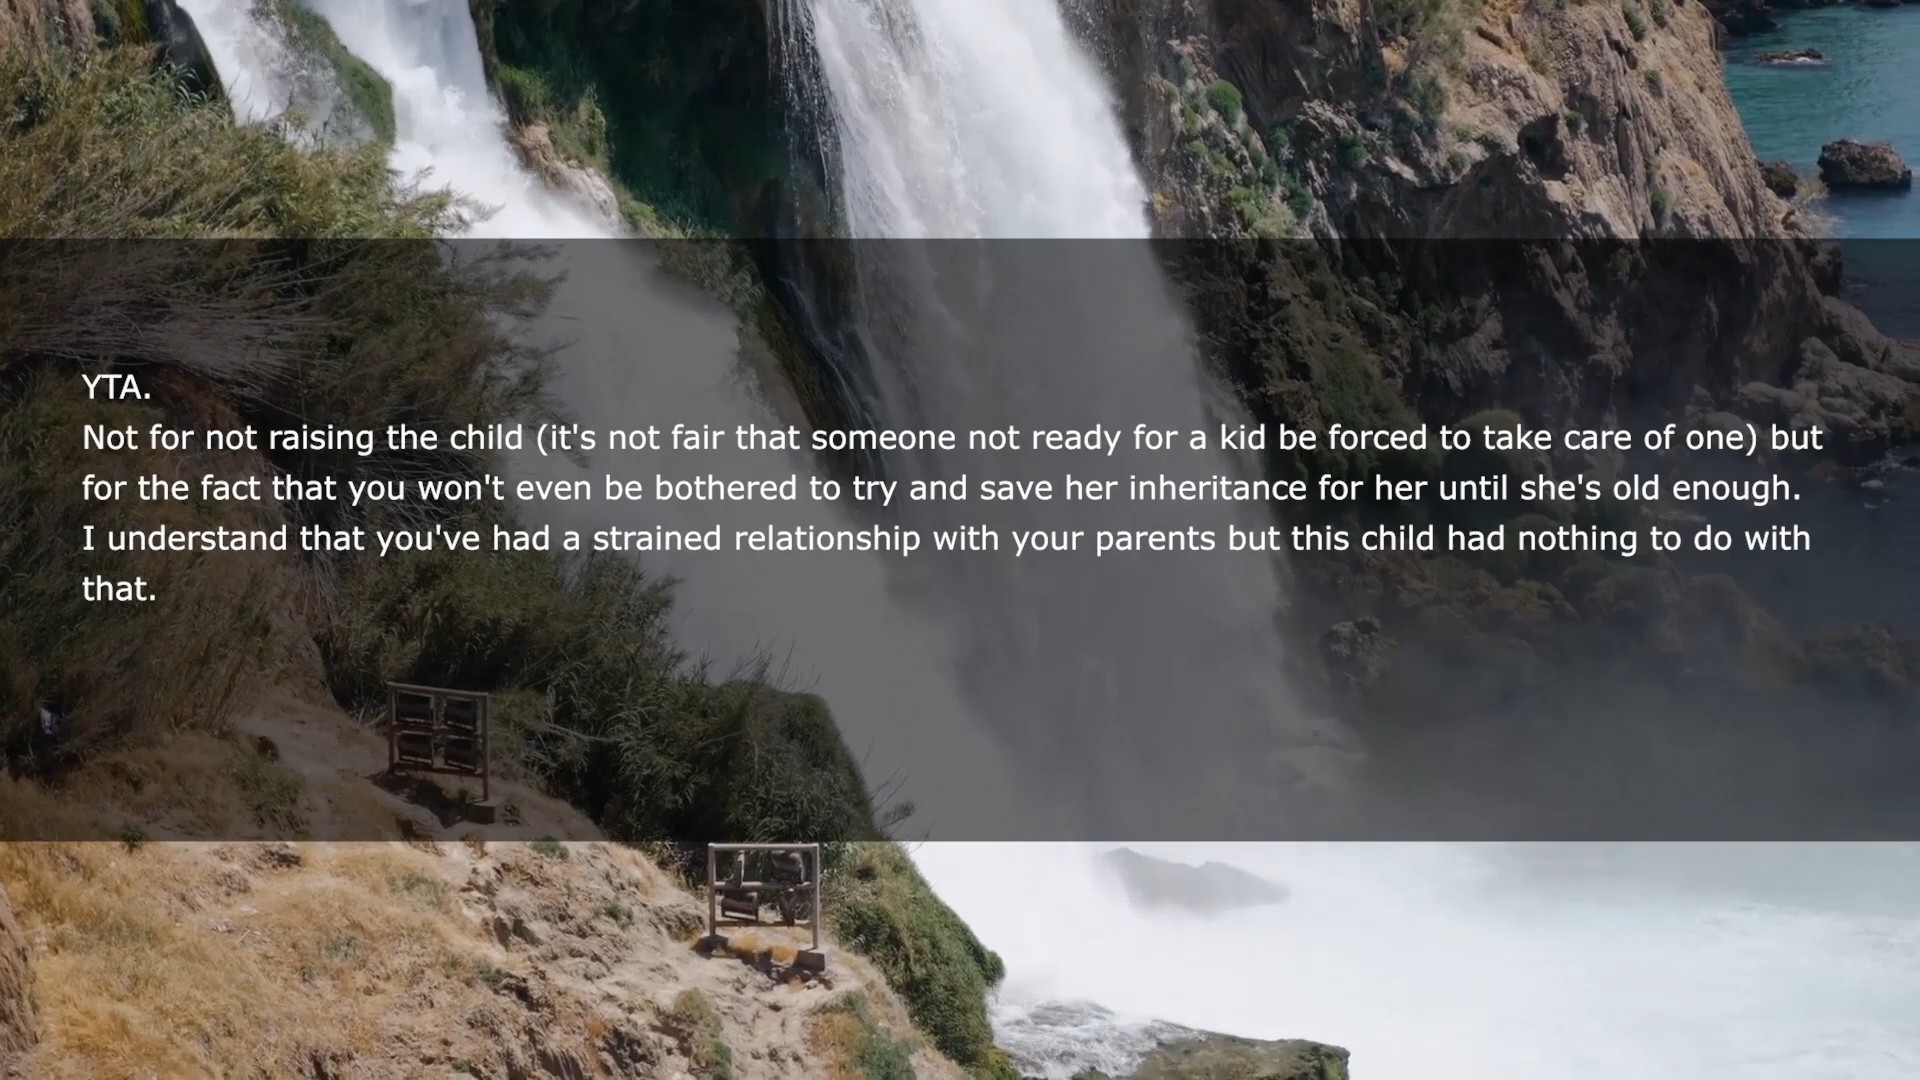 YTA.
Not for not raising the child (it's not fair that someone not ready for a kid be forced to take care of one) but
for the fact that you won't even be bothered to try and save her inheritance for her until she's old enough.
I understand that you've had a strained relationship with your parents but this child had nothing to do with
that.